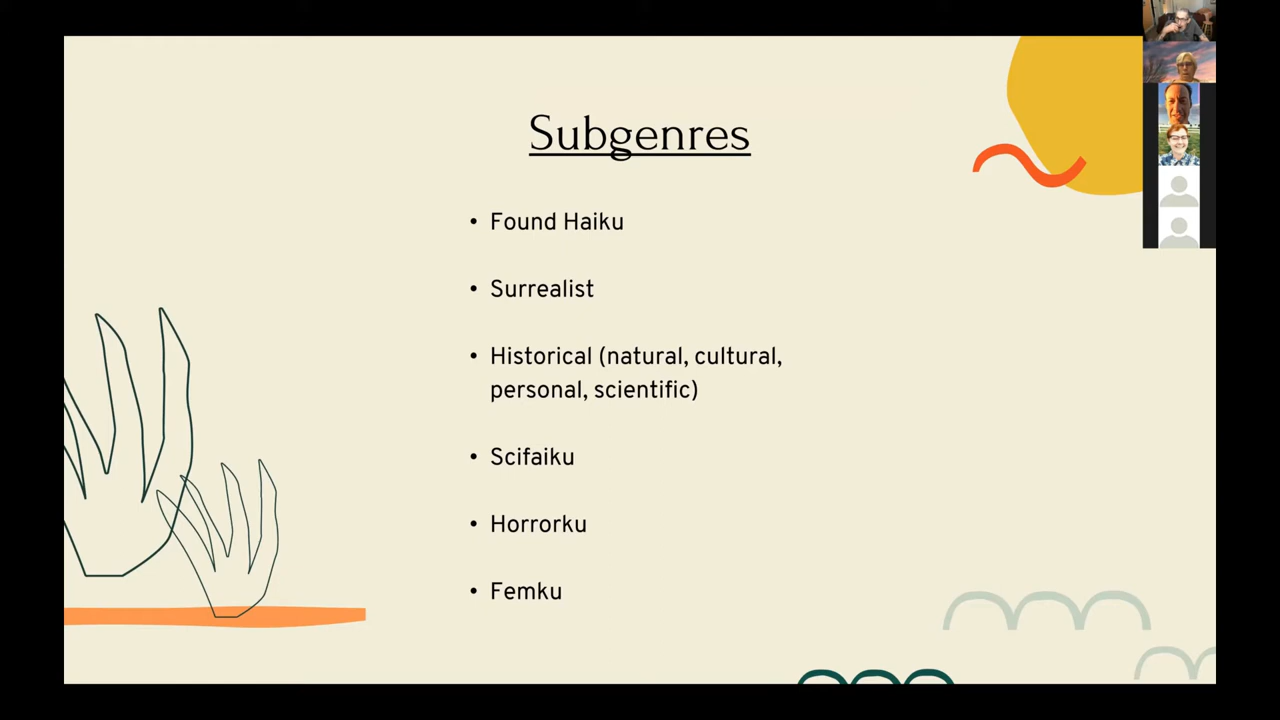 Subgenres
• Found Haiku
• Surrealist
• Historical (natural, cultural,
personal, scientific)
• Scifaiku
• Horrorku
• Femku